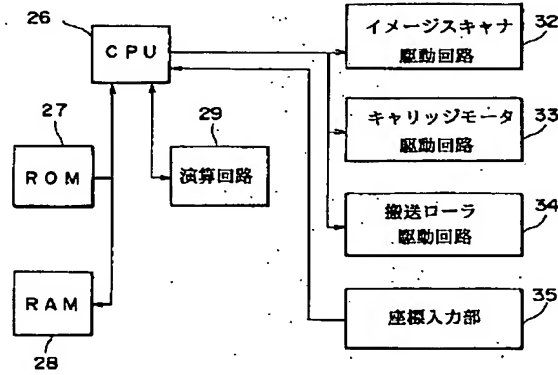 26
CPU
27
ROM
RAM
28
29
演算回路
イメージスキャナ
駆動回路
32
キャリッジモータ
駆動回路
33
搬送ローラ
駆動回路
34
座標入力部
35